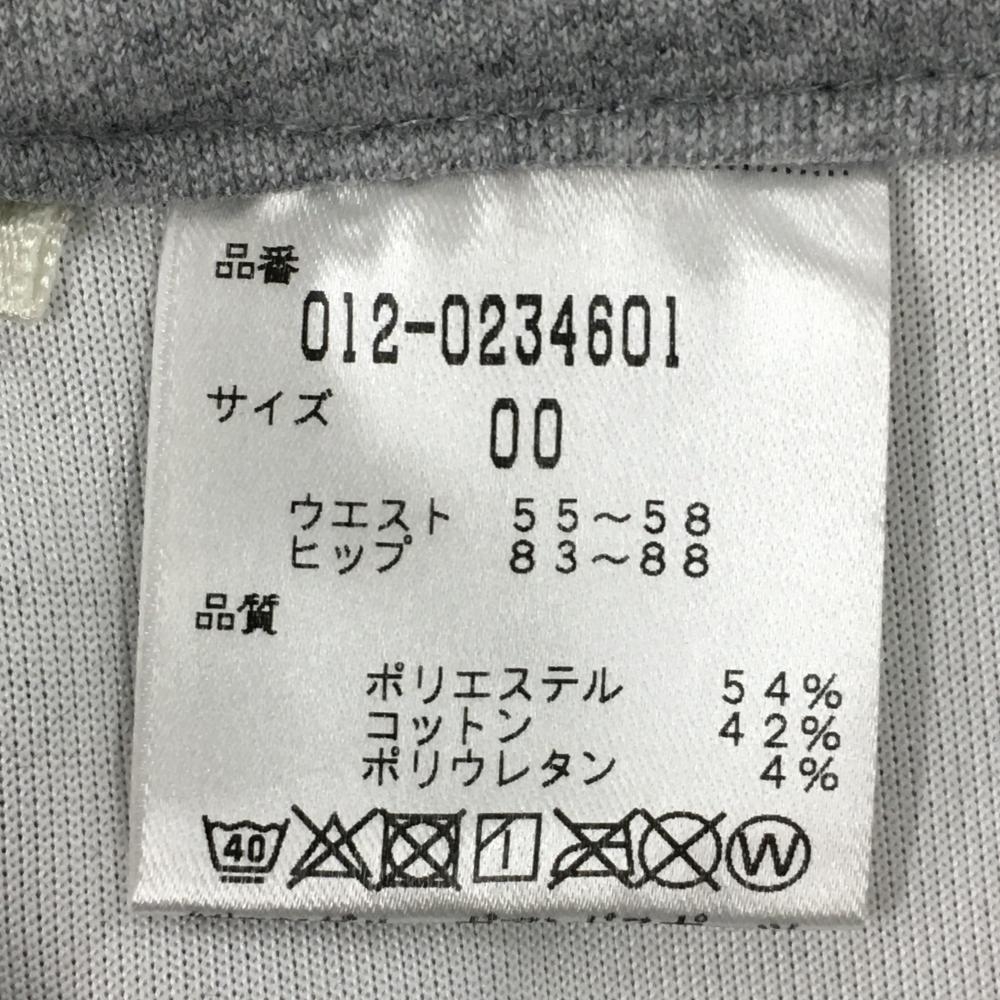 品番
012-0234601
サイズ
00
ウエスト 55～58
ヒップ 83～88
品質
ポリエステル 54%
コットン 42%
ポリウレタン 4%
40 W